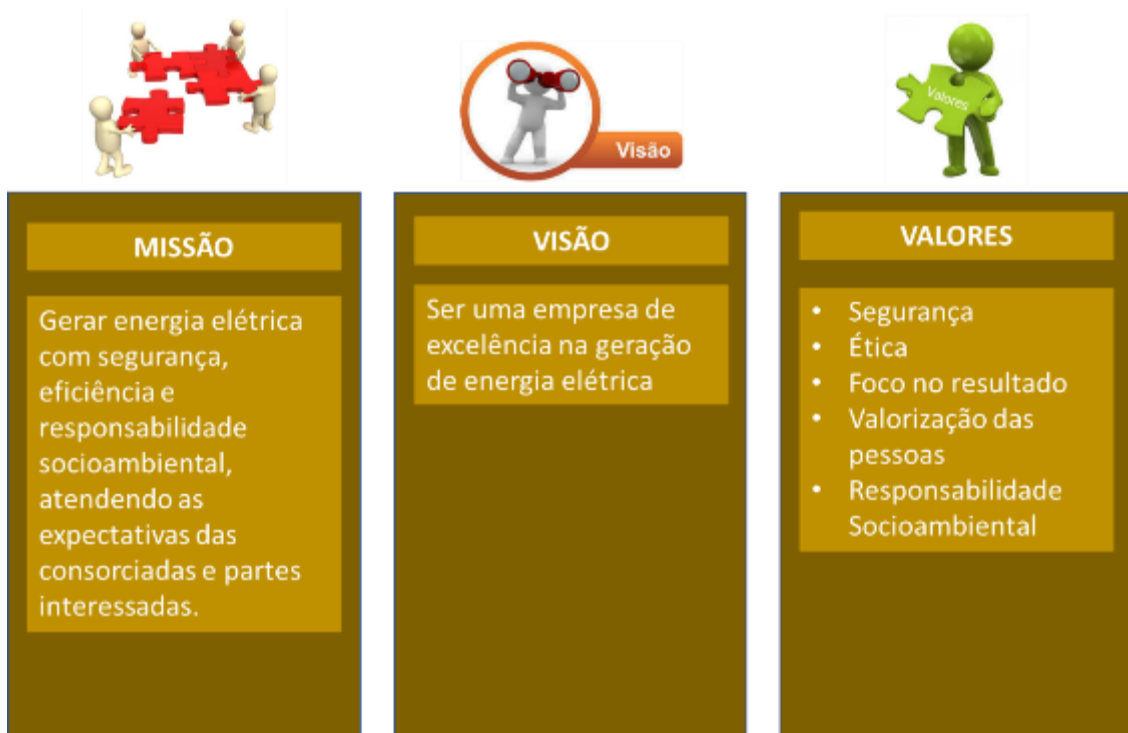 Visão
Valores
MISSÃO
Gerar energia elétrica
com segurança,
eficiência e
responsabilidade
socioambiental,
atendendo as
expectativas das
consorciadas e partes
interessadas.
VISÃO
Ser uma empresa de
excelência na geração
de energia elétrica
VALORES
• Segurança
• Ética
• Foco no resultado
• Valorização das
pessoas
• Responsabilidade
Socioambiental